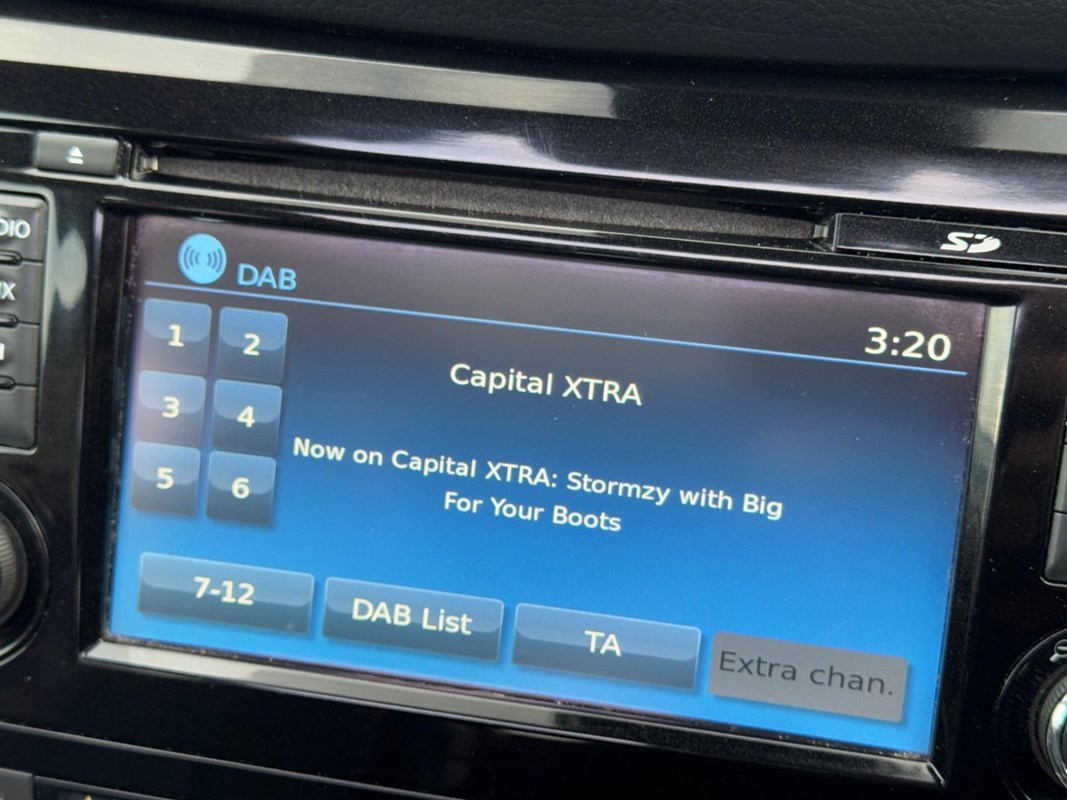 SD
DAB
3:20
1
2
3
4
5
6
Capital XTRA
Now on Capital XTRA: Stormzy with Big
For Your Boots
7-12
DAB List
TA
Extra chan.